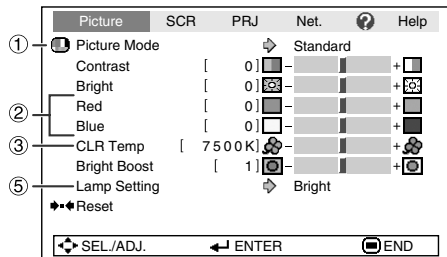 Picture SCR PRJ Net. ? Help
① Picture Mode Standard
Contrast [ 0] - +
Bright [ 0] - +
② Red [ 0] - +
Blue [ 0] - +
③ CLR Temp [ 7500K] - +
Bright Boost [ 1] - +
⑤ Lamp Setting Bright
Reset
SEL./ADJ. ENTER END